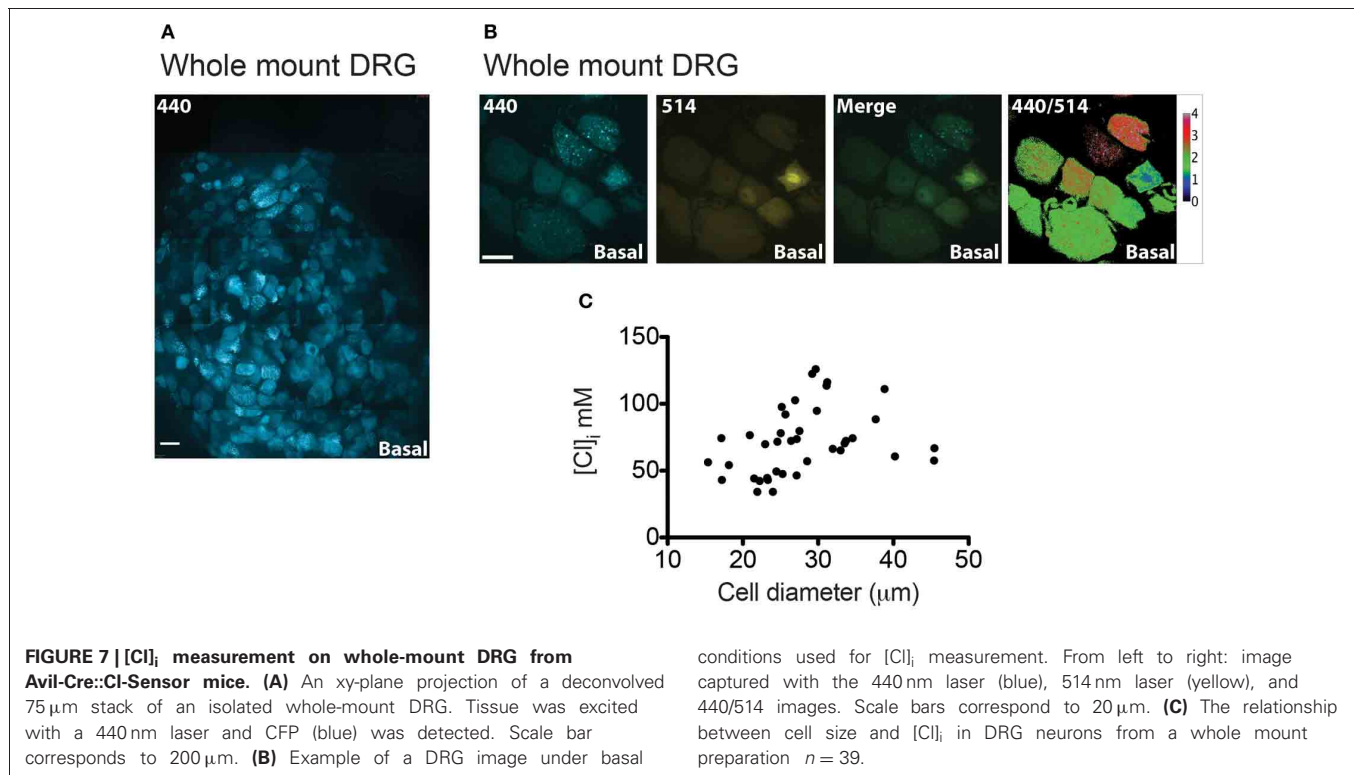 A
Whole mount DRG
440
Basal
B
Whole mount DRG
440
Basal
514
Basal
Merge
Basal
440/514
Basal
4
3
2
1
0
C
150
100
50
0
[Cl]i mM
10 20 30 40 50
Cell diameter (μm)
FIGURE 7 | [Cl]i measurement on whole-mount DRG from
Avil-Cre::Cl-Sensor mice. (A) An xy-plane projection of a deconvolved
75 μm stack of an isolated whole-mount DRG. Tissue was excited
with a 440 nm laser and CFP (blue) was detected. Scale bar
corresponds to 200 μm. (B) Example of a DRG image under basal
conditions used for [Cl]i measurement. From left to right: image
captured with the 440 nm laser (blue), 514 nm laser (yellow), and
440/514 images. Scale bars correspond to 20 μm. (C) The relationship
between cell size and [Cl]i in DRG neurons from a whole mount
preparation n = 39.